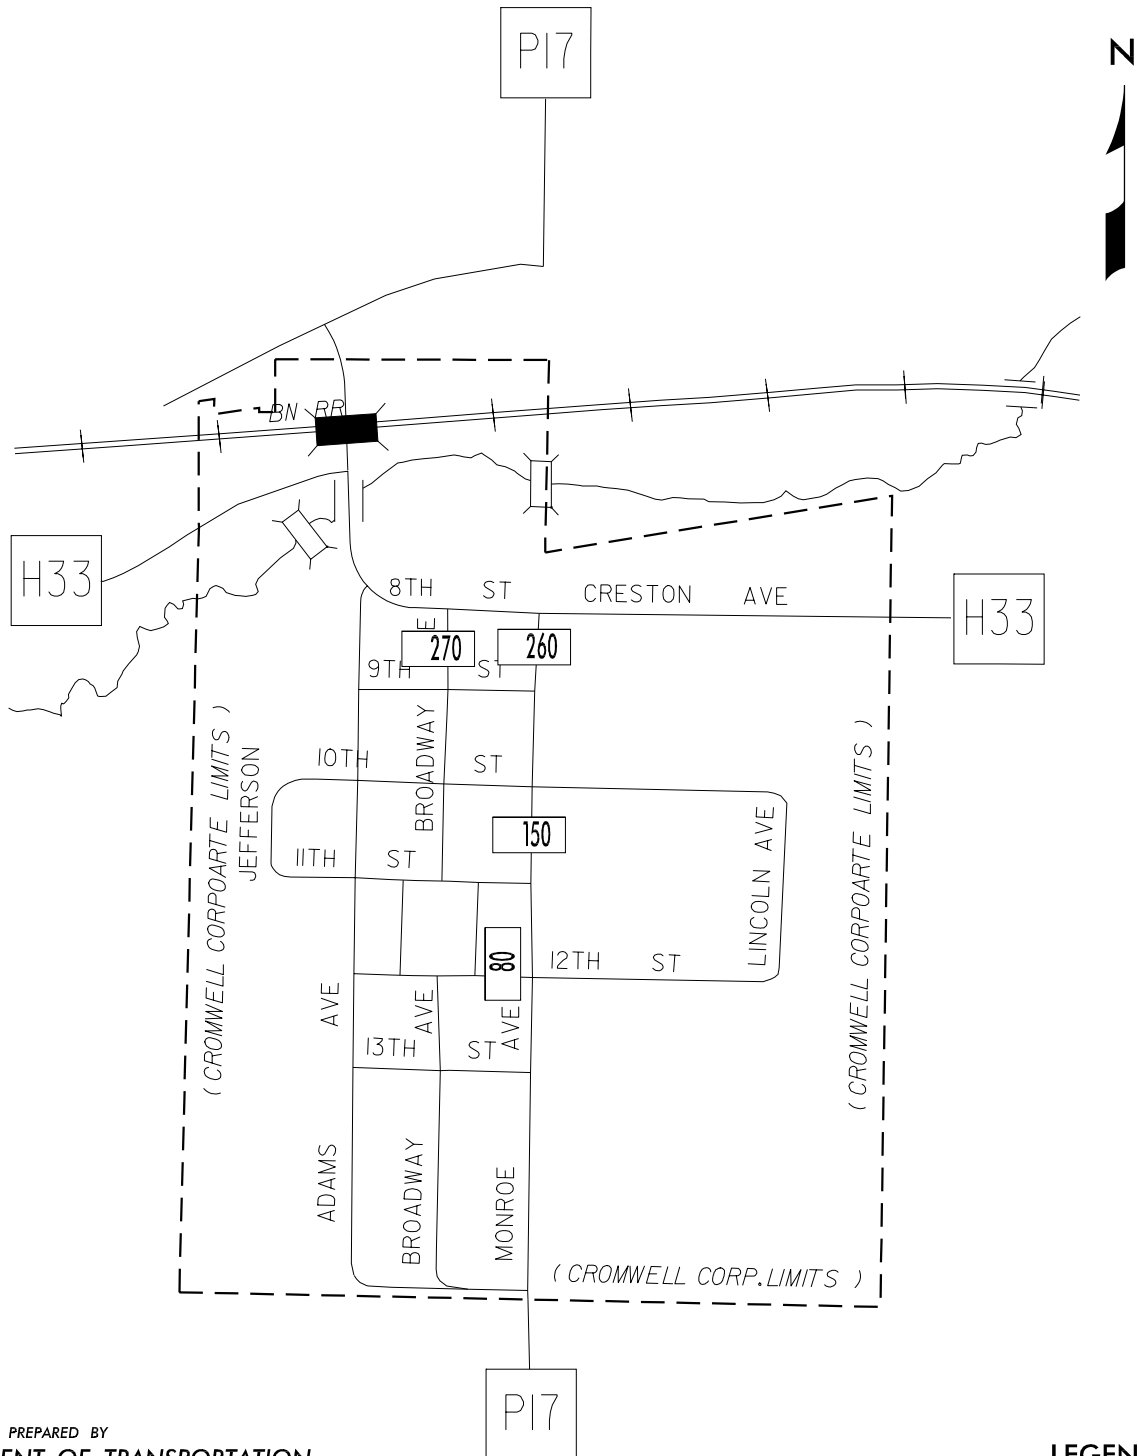 P17
N
BN RR
H33
8TH ST CRESTON AVE
H33
E
270
260
9TH ST
(CROMWELL CORPOARTE LIMITS)
JEFFERSON
10TH ST
BROADWAY
150
11TH ST
LINCOLN AVE
(CROMWELL CORPOARTE LIMITS)
80
12TH ST
AVE
AVE
AVE
13TH ST
ADAMS
BROADWAY
MONROE
(CROMWELL CORP. LIMITS)
P17
PREPARED BY
ENT OF TRANSPORTATION
LEGEN